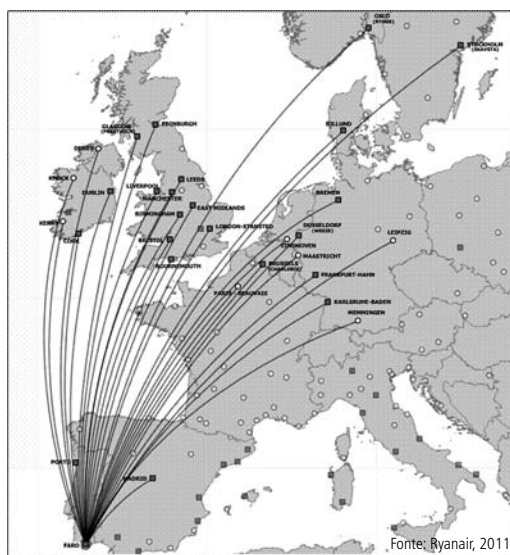 OSLO
(RYGGE)
STOCKHOLM
(SKAVSTA)
GLASGOW
(PRESTWICK)
EDINBURGH
DERRY
BILLUND
KNOCK
DUBLIN
LIVERPOOL
LEEDS
MANCHESTER
EAST MIDLANDS
BIRMINGHAM
KERRY
CORK
LONDON-STANSTED
BREMEN
DUSSELDORF
(WEEZE)
EINDHOVEN
LEIPZIG
BRISTOL
MAASTRICHT
BRUSSELS
(CHARLEROI)
BOURNEMOUTH
FRANKFURT-HAHN
PARIS-BEAUVAIS
KARLSRUHE-BADEN
MEMMINGEN
PORTO
MADRID
FARO
Fonte: Ryanair, 2011